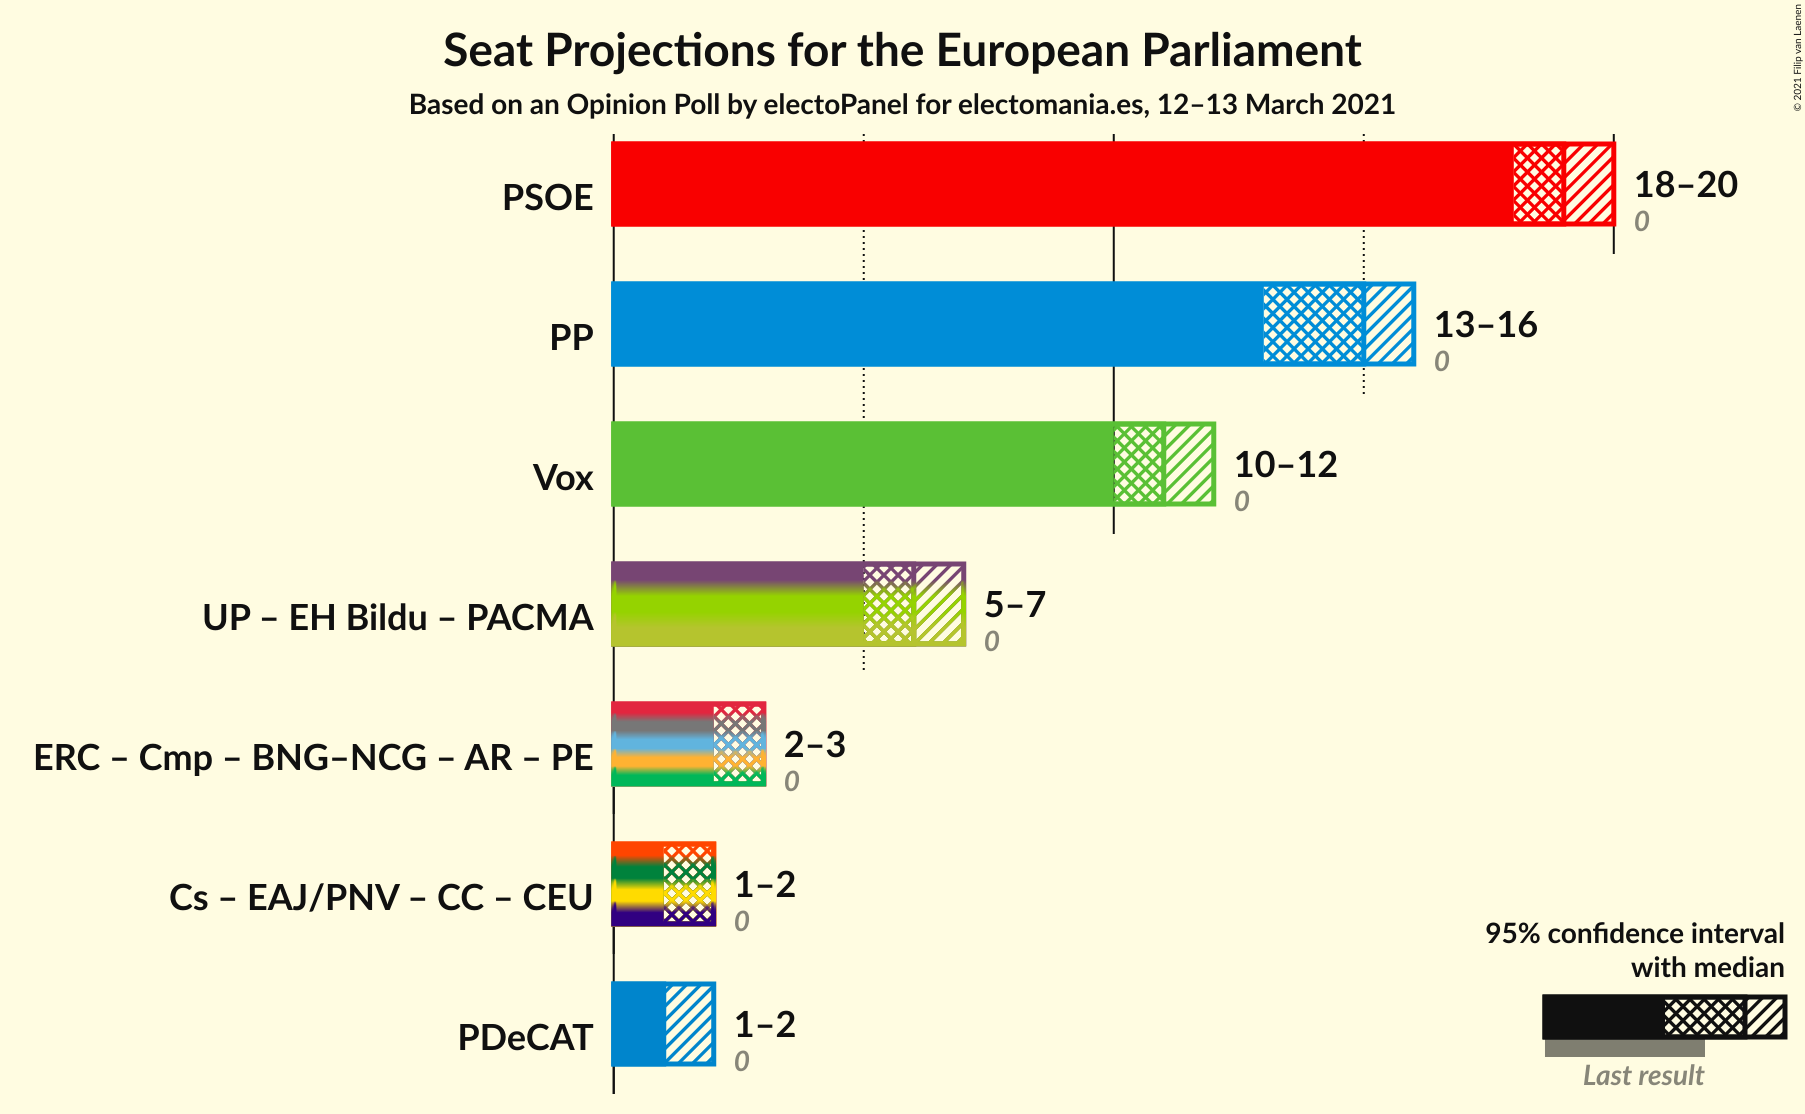 Seat Projections for the European Parliament
Based on an Opinion Poll by electoPanel for electomania.es, 12–13 March 2021
© 2021 Filip van Laenen
PSOE
18–20
0
PP
13–16
0
Vox
10–12
0
UP – EH Bildu – PACMA
5–7
0
ERC – Cmp – BNG–NCG – AR – PE
2–3
0
Cs – EAJ/PNV – CC – CEU
1–2
0
PDeCAT
1–2
0
95% confidence interval
with median
Last result